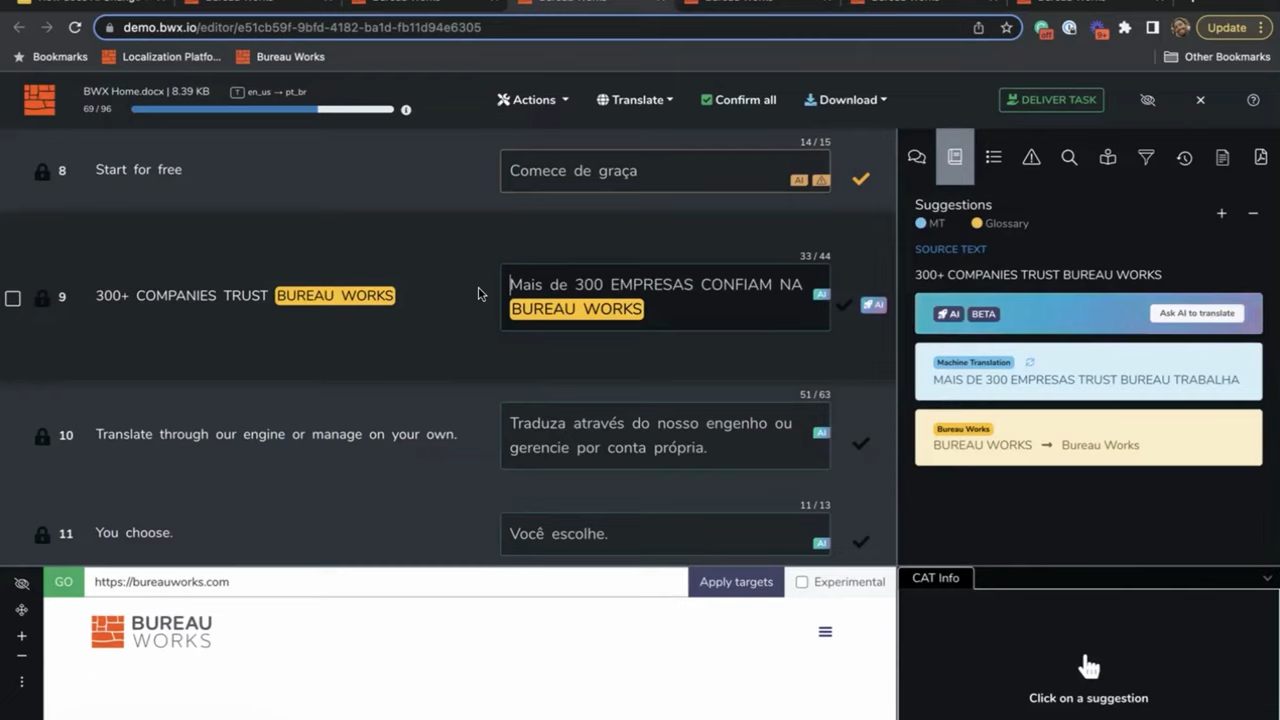 demo.bwx.io/editor/e51cb59f-9bfd-4182-ba1d-fb11d94e6305
Update
Bookmarks
Localization Platfo...
Bureau Works
Other Bookmarks
BWX Home.docx | 8.39 KB
en_us → pt_br
69 / 96
Actions
Translate
Confirm all
Download
DELIVER TASK
14 / 15
8
Start for free
Comece de graça
AI
33 / 44
9
300+ COMPANIES TRUST BUREAU WORKS
Mais de 300 EMPRESAS CONFIAM NA
BUREAU WORKS
AI
AI
51 / 63
10
Translate through our engine or manage on your own.
Traduza através do nosso engenho ou
gerencie por conta própria.
AI
11 / 13
11
You choose.
Você escolhe.
AI
Suggestions
MT
Glossary
SOURCE TEXT
300+ COMPANIES TRUST BUREAU WORKS
AI
BETA
Ask AI to translate
Machine Translation
MAIS DE 300 EMPRESAS TRUST BUREAU TRABALHA
Bureau Works
BUREAU WORKS → Bureau Works
GO
https://bureauworks.com
Apply targets
Experimental
BUREAU
WORKS
CAT Info
Click on a suggestion